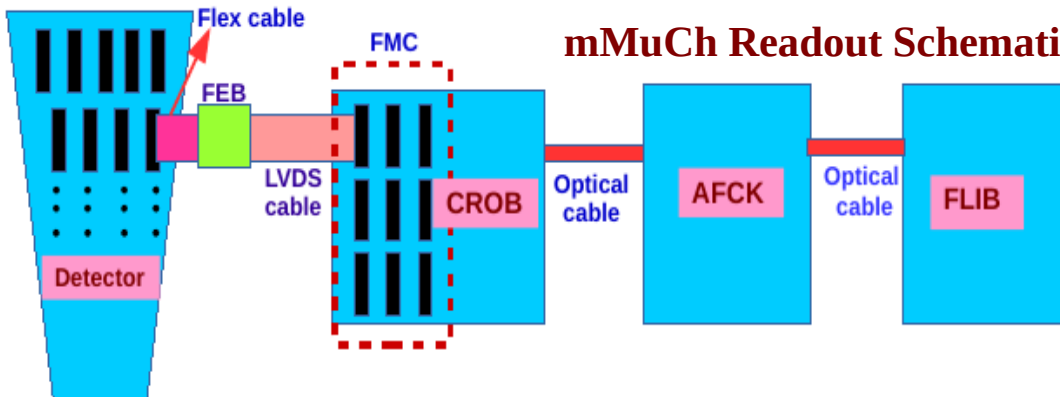 Flex cable
FMC
mMuCh Readout Schemati
FEB
LVDS
cable
CROB
Optical
cable
AFCK
Optical
cable
FLIB
Detector